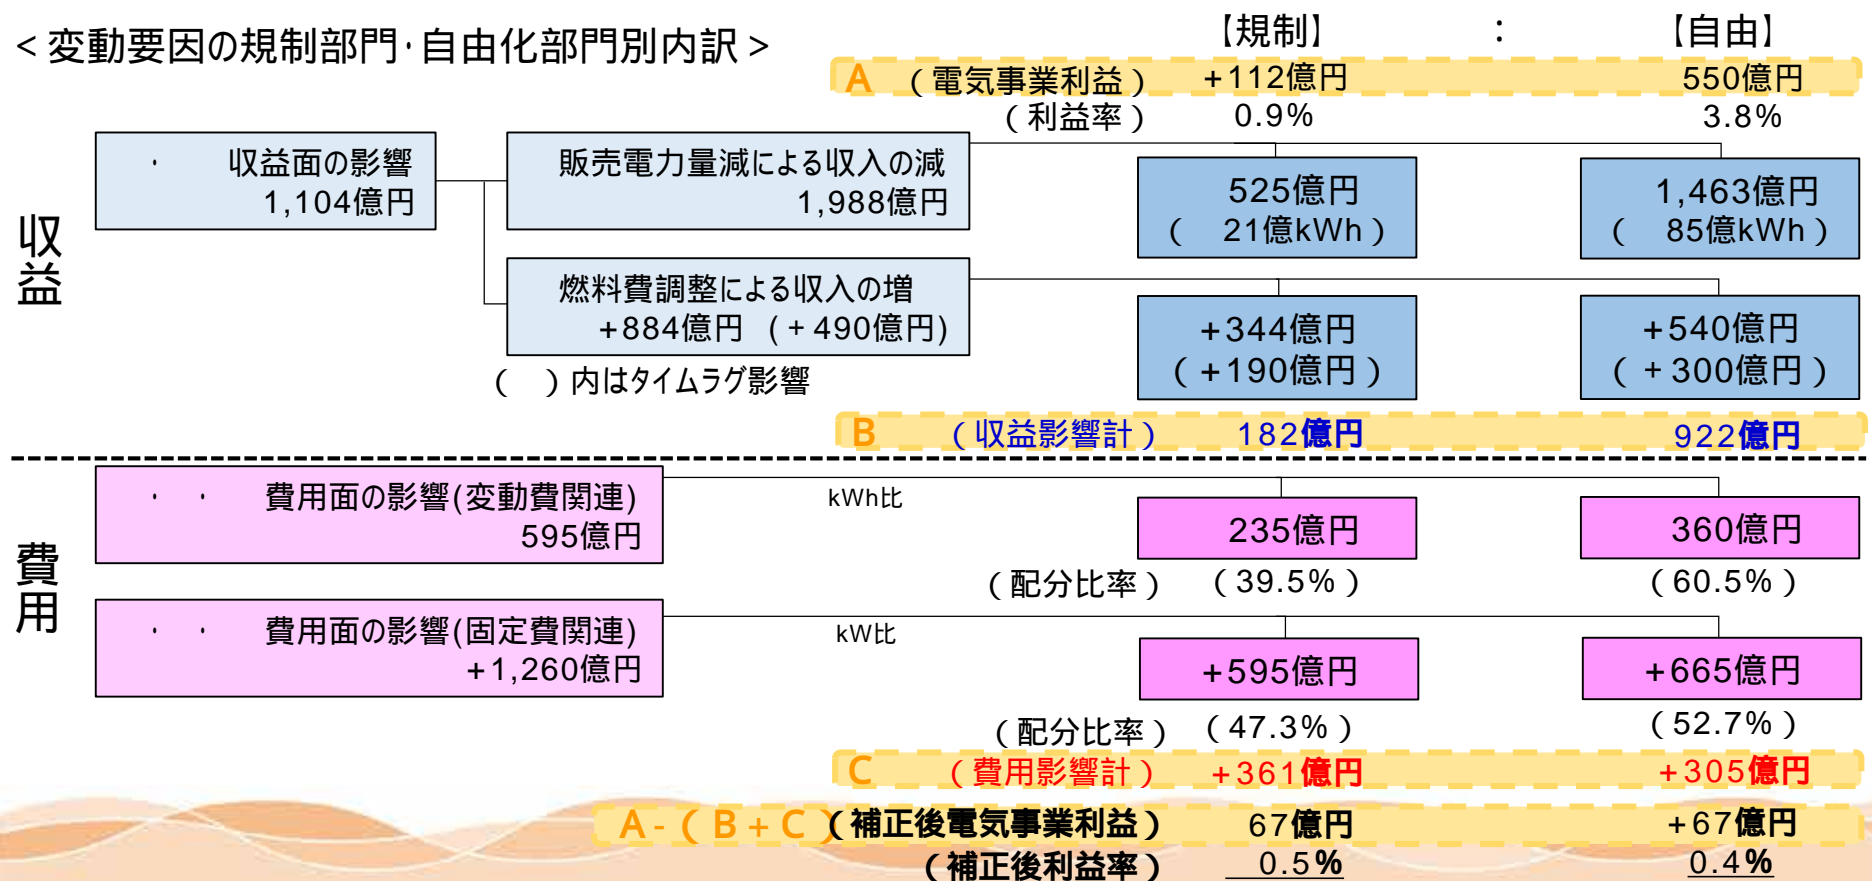 <変動要因の規制部門・自由化部門別内訳>
【規制】 : 【自由】
A (電気事業利益) +112億円 550億円
(利益率) 0.9% 3.8%
収益
・ 収益面の影響
1,104億円
販売電力量減による収入の減
1,988億円
525億円
( 21億kWh)
1,463億円
( 85億kWh)
燃料費調整による収入の増
+884億円 (+490億円)
+344億円
(+190億円)
+540億円
(+300億円)
( )内はタイムラグ影響
B (収益影響計) 182億円 922億円
費用
・ ・ 費用面の影響(変動費関連)
595億円
kWh比
235億円
360億円
(配分比率) (39.5%) (60.5%)
・ ・ 費用面の影響(固定費関連)
+1,260億円
kW比
+595億円
+665億円
(配分比率) (47.3%) (52.7%)
C (費用影響計) +361億円 +305億円
A-(B+C) (補正後電気事業利益) 67億円 +67億円
(補正後利益率) 0.5% 0.4%